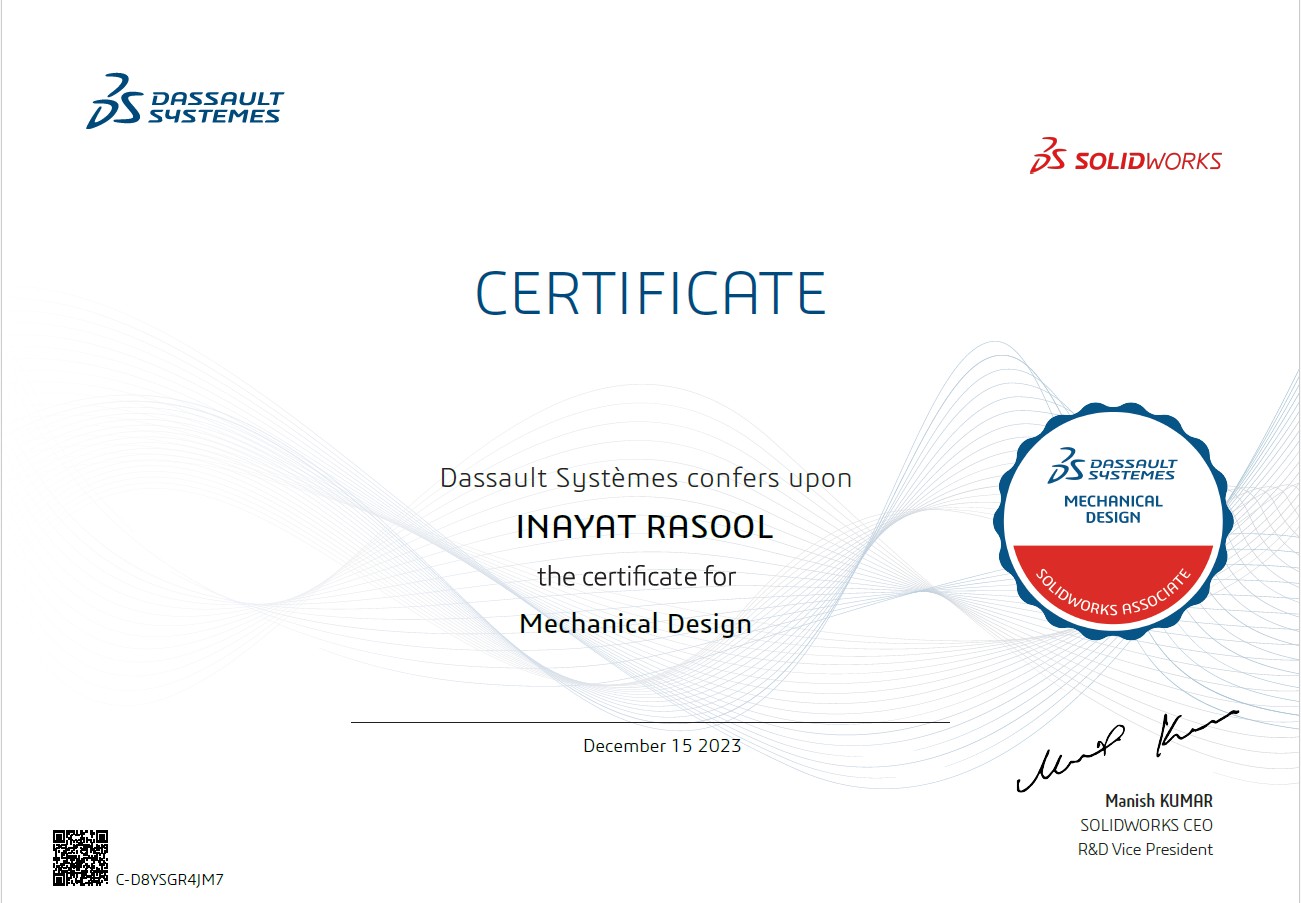 DASSAULT
SYSTEMES
SOLIDWORKS
CERTIFICATE
Dassault Systèmes confers upon
INAYAT RASOOL
the certificate for
Mechanical Design
DASSAULT
SYSTEMES
MECHANICAL
DESIGN
SOLIDWORKS ASSOCIATE
December 15 2023
Manish KUMAR
SOLIDWORKS CEO
R&D Vice President
C-D8YSGR4JM7